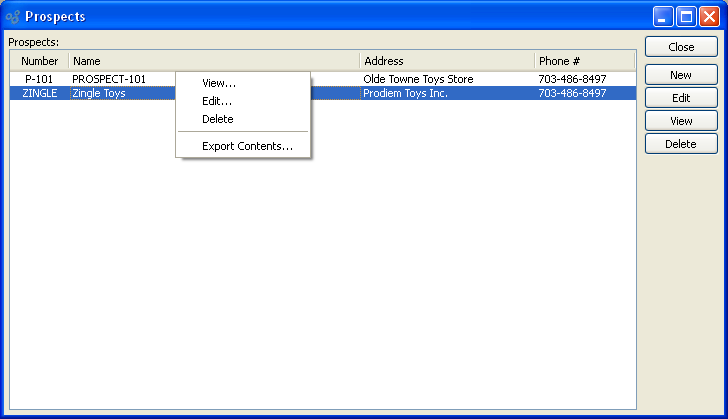 Prospects
Prospects:
Close
Number Name Address Phone #
New
P-101 PROSPECT-101 Olde Towne Toys Store 703-486-8497
ZINGLE Zingle Toys Prodiem Toys Inc. 703-486-8497
View...
Edit...
Delete
Export Contents...
Edit
View
Delete